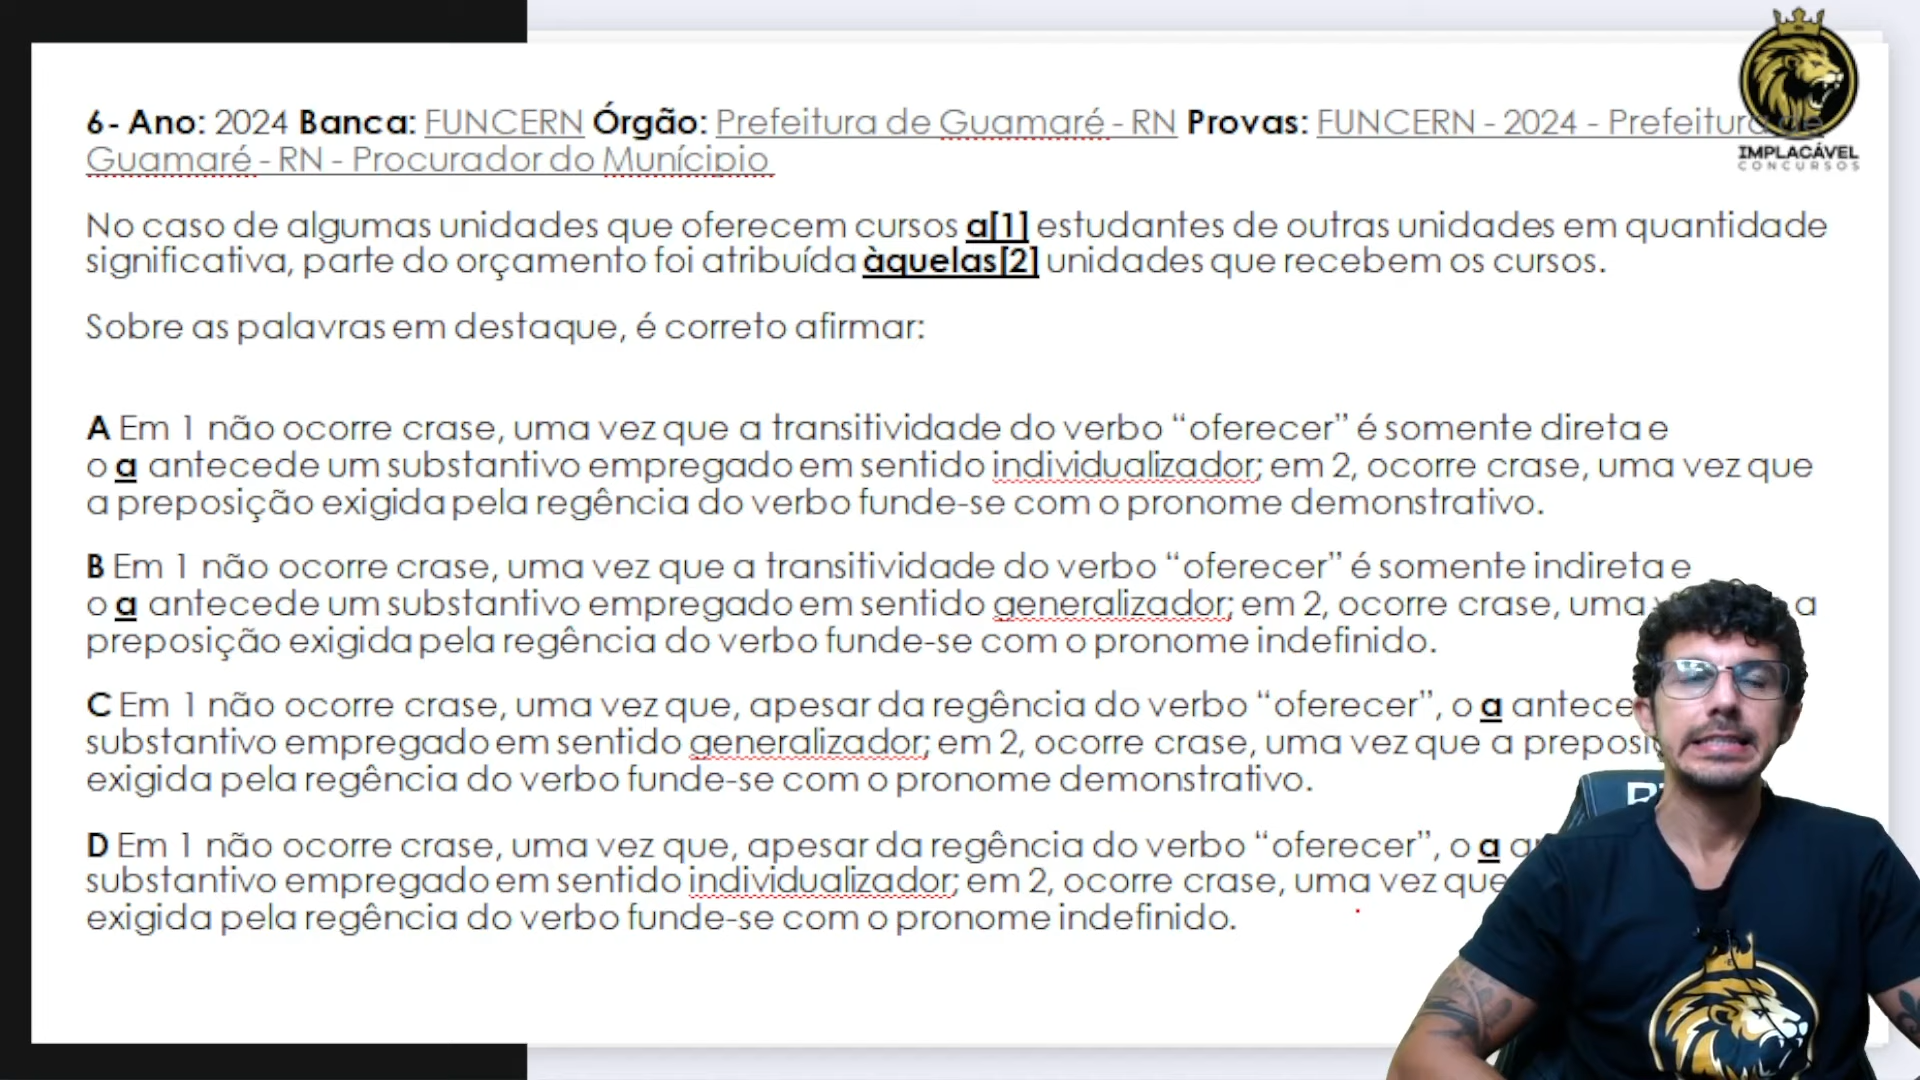 6- Ano: 2024 Banca: FUNCERN Órgão: Prefeitura de Guamaré - RN Provas: FUNCERN - 2024 - Prefeitura de
Guamaré - RN - Procurador do Munícipio
IMPLACÁVEL
CONCURSOS
No caso de algumas unidades que oferecem cursos a[1] estudantes de outras unidades em quantidade
significativa, parte do orçamento foi atribuída àquelas[2] unidades que recebem os cursos.
Sobre as palavras em destaque, é correto afirmar:
A Em 1 não ocorre crase, uma vez que a transitividade do verbo “oferecer” é somente direta e
o a antecede um substantivo empregado em sentido individualizador; em 2, ocorre crase, uma vez que
a preposição exigida pela regência do verbo funde-se com o pronome demonstrativo.
B Em 1 não ocorre crase, uma vez que a transitividade do verbo “oferecer” é somente indireta e
o a antecede um substantivo empregado em sentido generalizador; em 2, ocorre crase, uma a
preposição exigida pela regência do verbo funde-se com o pronome indefinido.
C Em 1 não ocorre crase, uma vez que, apesar da regência do verbo “oferecer”, o a
substantivo empregado em sentido generalizador; em 2, ocorre crase, uma vez que a
exigida pela regência do verbo funde-se com o pronome demonstrativo.
D Em 1 não ocorre crase, uma vez que, apesar da regência do verbo “oferecer”, o a
substantivo empregado em sentido individualizador; em 2, ocorre crase, uma vez que
exigida pela regência do verbo funde-se com o pronome indefinido.